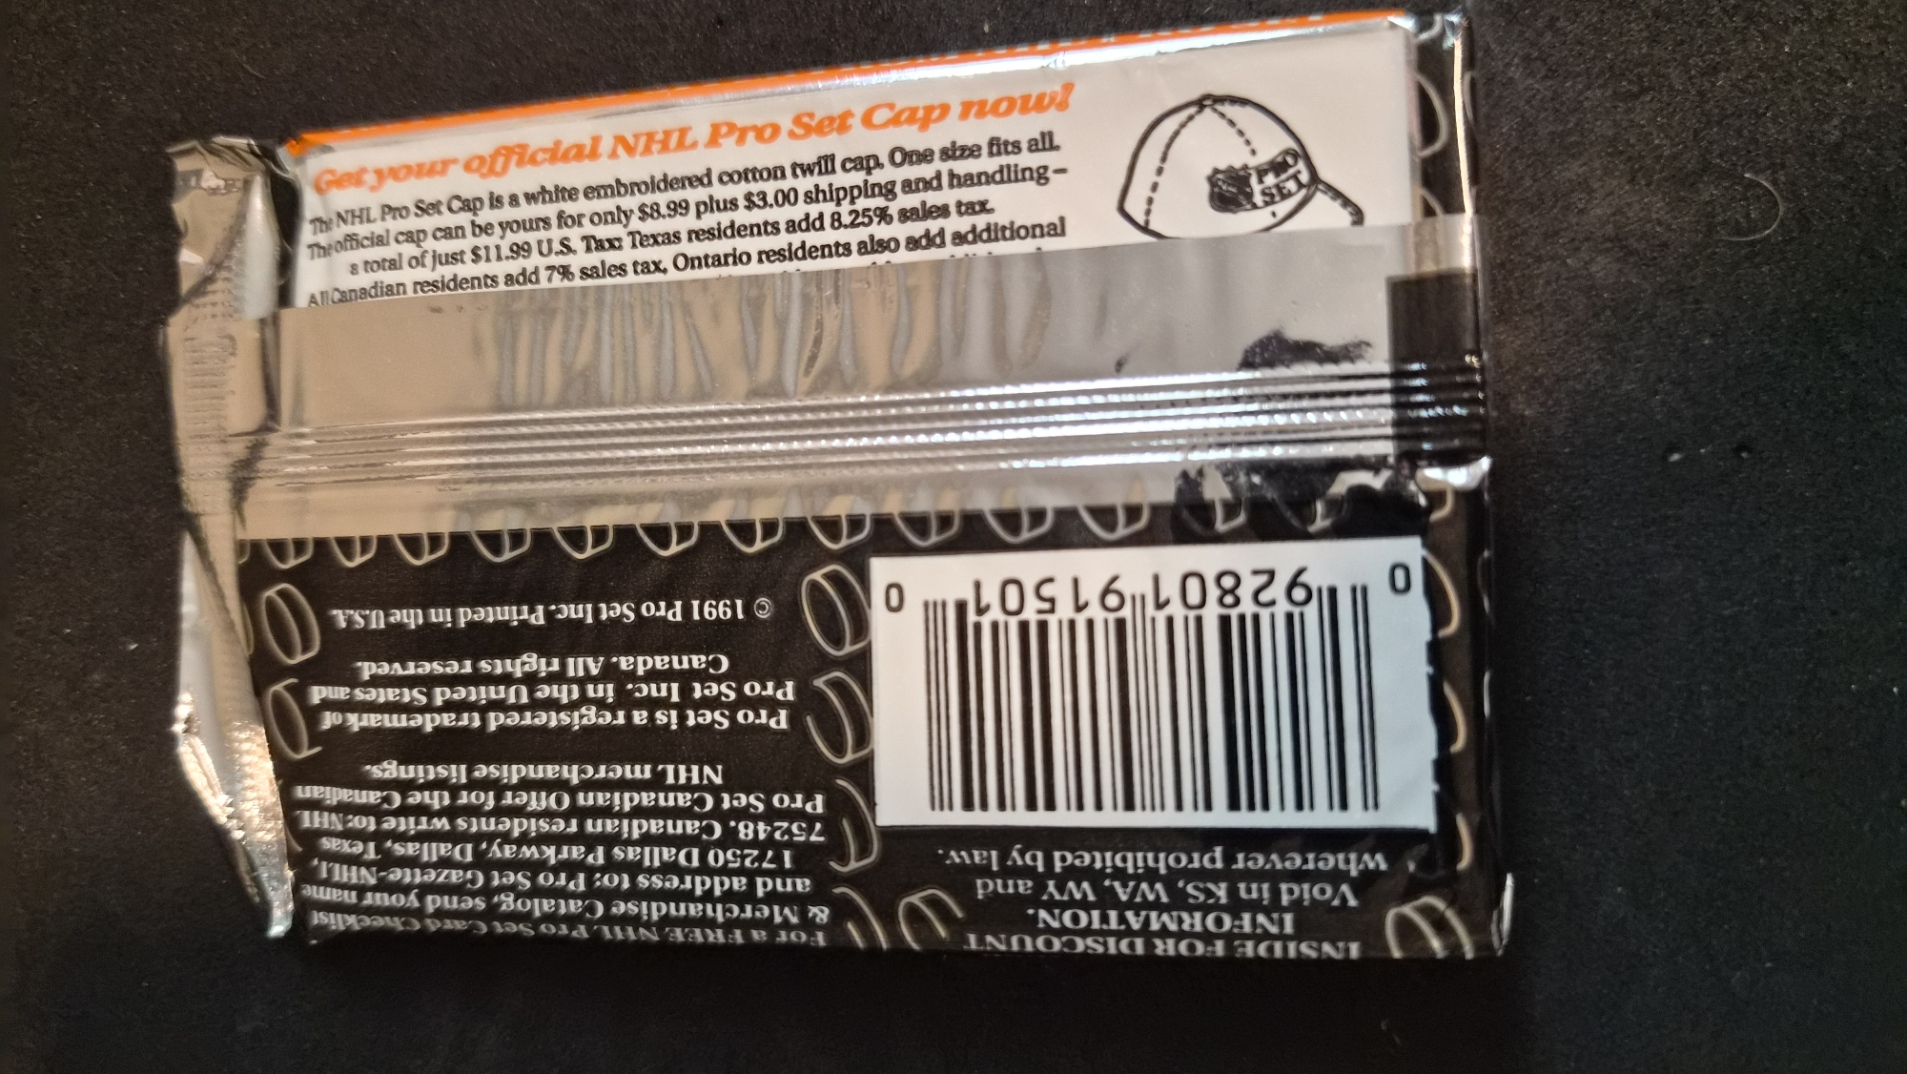 Get your official NHL Pro Set Cap now!
The NHL Pro Set Cap is a white embroidered cotton twill cap. One size fits all.
The official cap can be yours for only $8.99 plus $3.00 shipping and handling–
a total of just $11.99 U.S. Tax: Texas residents add 8.25% sales tax.
All Canadian residents add 7% sales tax, Ontario residents also add additional
PRO
SET
INSIDE FOR DISCOUNT
INFORMATION.
Void in KS, WA, WY and
wherever prohibited by law.
0 92801 91501 0
For a FREE NHL Pro Set Card Checklist
& Merchandise Catalog, send your name
and address to: Pro Set Gazette-NHL,
17250 Dallas Parkway, Dallas, Texas
75248. Canadian residents write to: NHL
Pro Set Canadian Offer for the Canadian
NHL merchandise listings.
Pro Set is a registered trademark of
Pro Set Inc. in the United States and
Canada. All rights reserved.
© 1991 Pro Set Inc. Printed in the U.S.A.